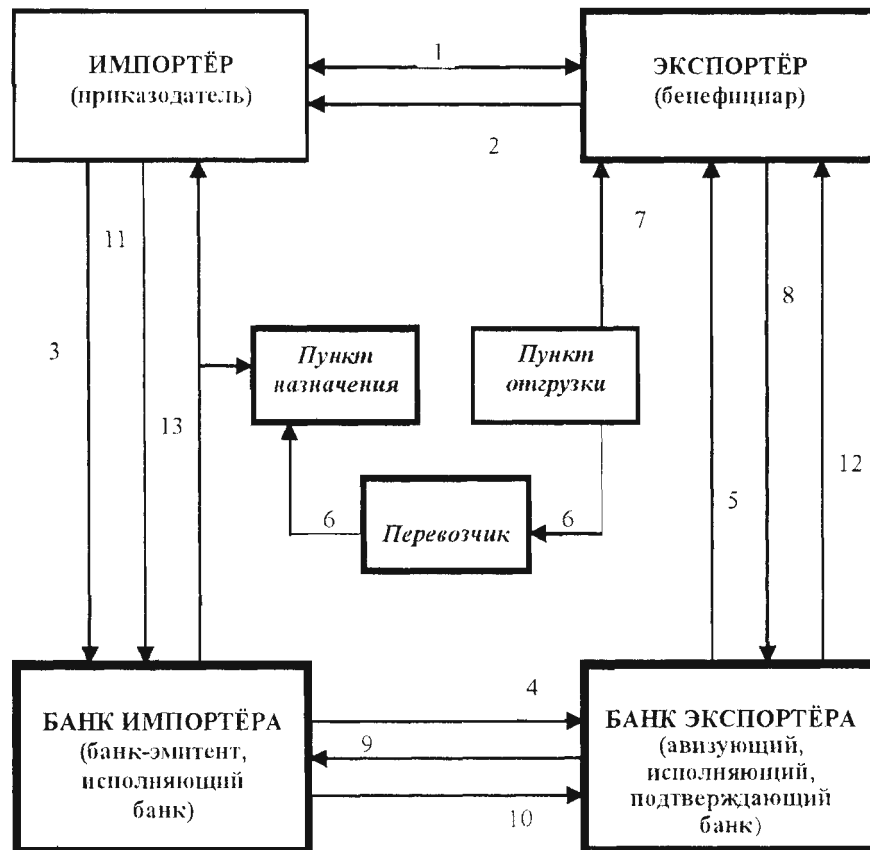 1
ИМПОРТЁР
(приказодатель)
ЭКСПОРТЁР
(бенефициар)
2
7
11
8
3
Пункт
назначения
Пункт
отгрузки
13
12
5
6
Перевозчик
6
4
БАНК ИМПОРТЁРА
(банк-эмитент,
исполняющий
банк)
9
БАНК ЭКСПОРТЁРА
(авизующий,
исполняющий,
подтверждающий
банк)
10